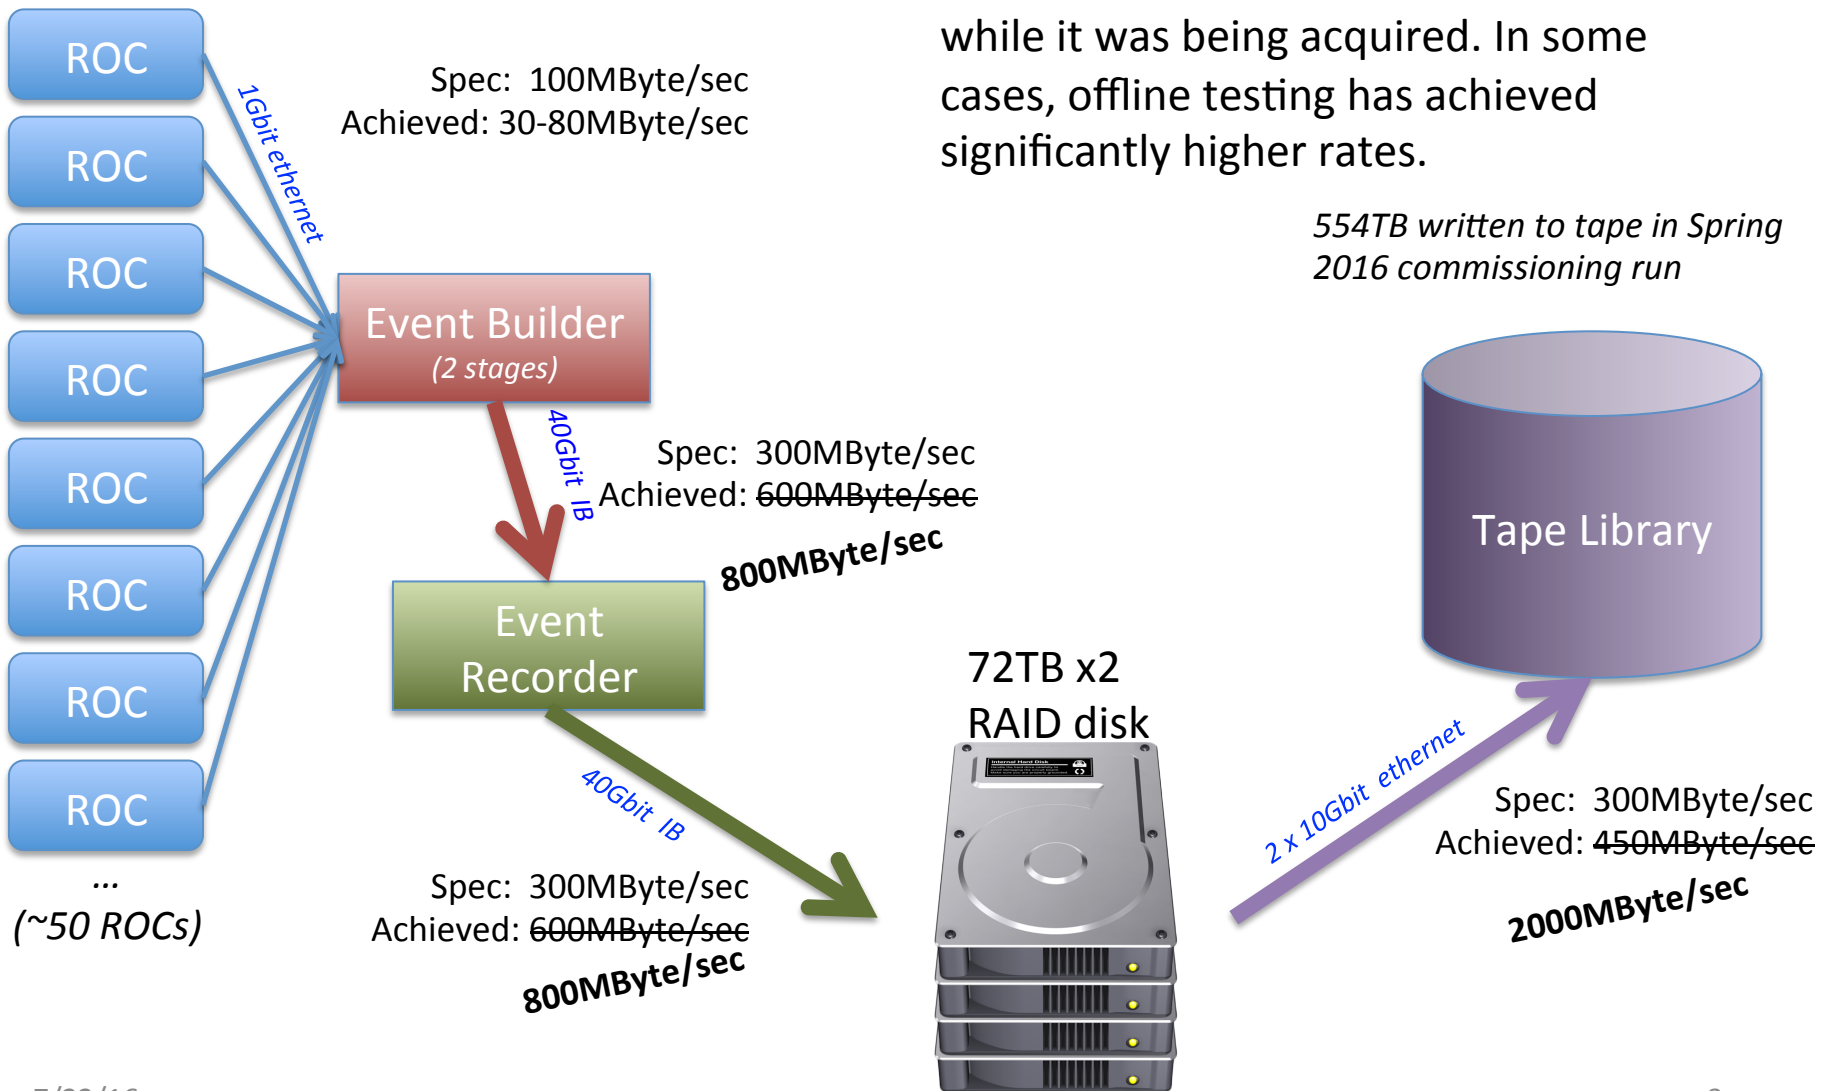 while it was being acquired. In some
cases, offline testing has achieved
significantly higher rates.
ROC
ROC
ROC
ROC
ROC
ROC
ROC
ROC
...
(~50 ROCs)
1Gbit ethernet
Spec: 100MByte/sec
Achieved: 30-80MByte/sec
Event Builder
(2 stages)
40Gbit IB
Spec: 300MByte/sec
Achieved: 600MByte/sec
800MByte/sec
Event
Recorder
40Gbit IB
Spec: 300MByte/sec
Achieved: 600MByte/sec
800MByte/sec
72TB x2
RAID disk
Internal Hard Disk
2 x 10Gbit ethernet
Spec: 300MByte/sec
Achieved: 450MByte/sec
2000MByte/sec
554TB written to tape in Spring
2016 commissioning run
Tape Library